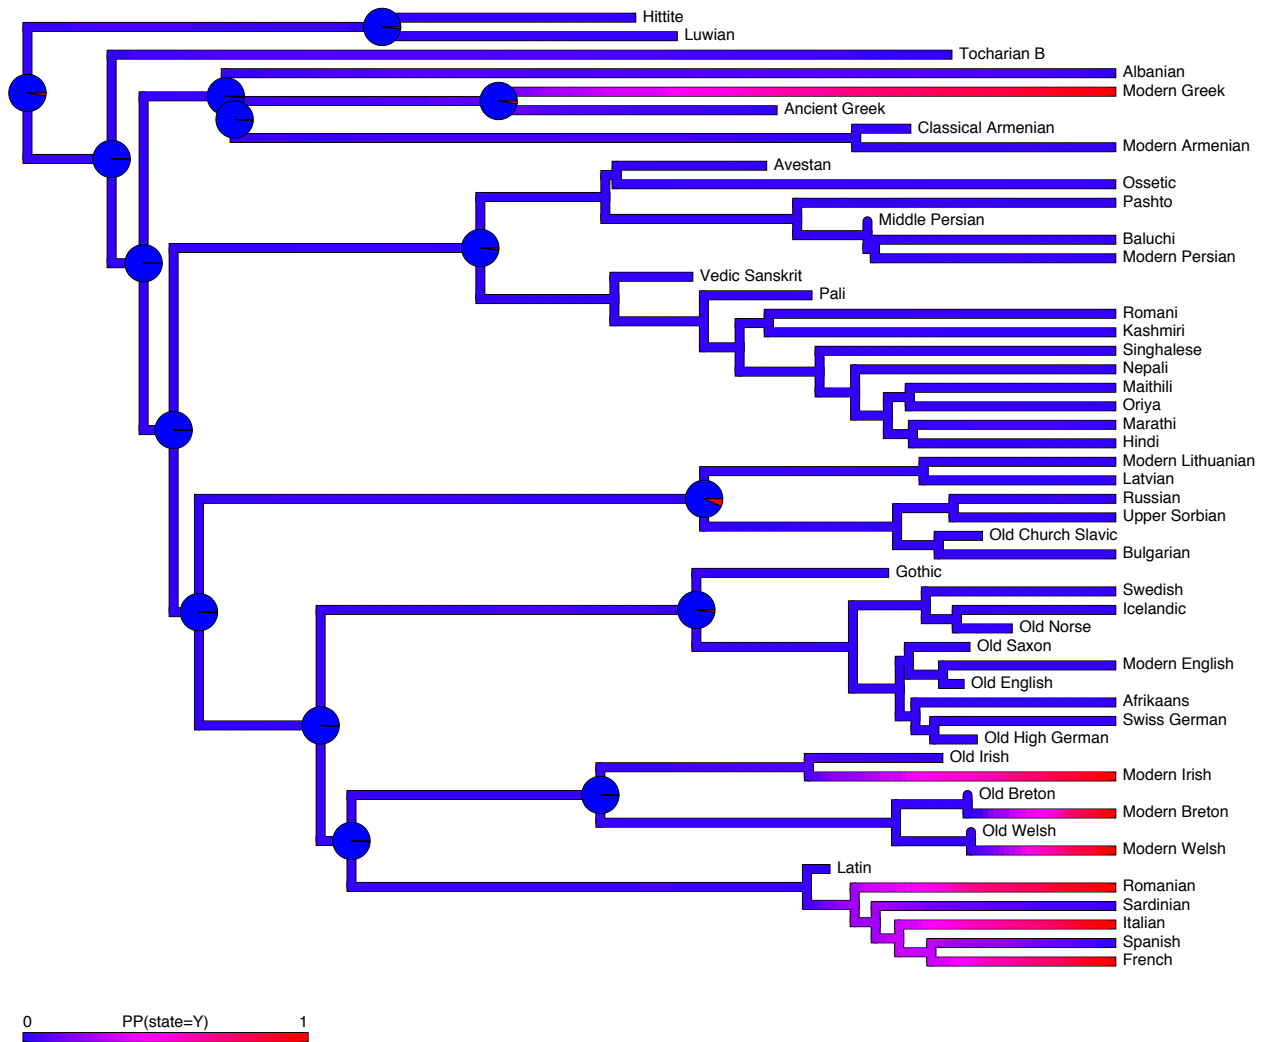 Hittite
Luwian
Tocharian B
Albanian
Modern Greek
Ancient Greek
Classical Armenian
Modern Armenian
Avestan
Ossetic
Pashto
Middle Persian
Baluchi
Modern Persian
Vedic Sanskrit
Pali
Romani
Kashmiri
Singhalese
Nepali
Maithili
Oriya
Marathi
Hindi
Modern Lithuanian
Latvian
Russian
Upper Sorbian
Old Church Slavic
Bulgarian
Gothic
Swedish
Icelandic
Old Norse
Old Saxon
Modern English
Old English
Afrikaans
Swiss German
Old High German
Old Irish
Modern Irish
Old Breton
Modern Breton
Old Welsh
Modern Welsh
Latin
Romanian
Sardinian
Italian
Spanish
French
0 PP(state=Y) 1